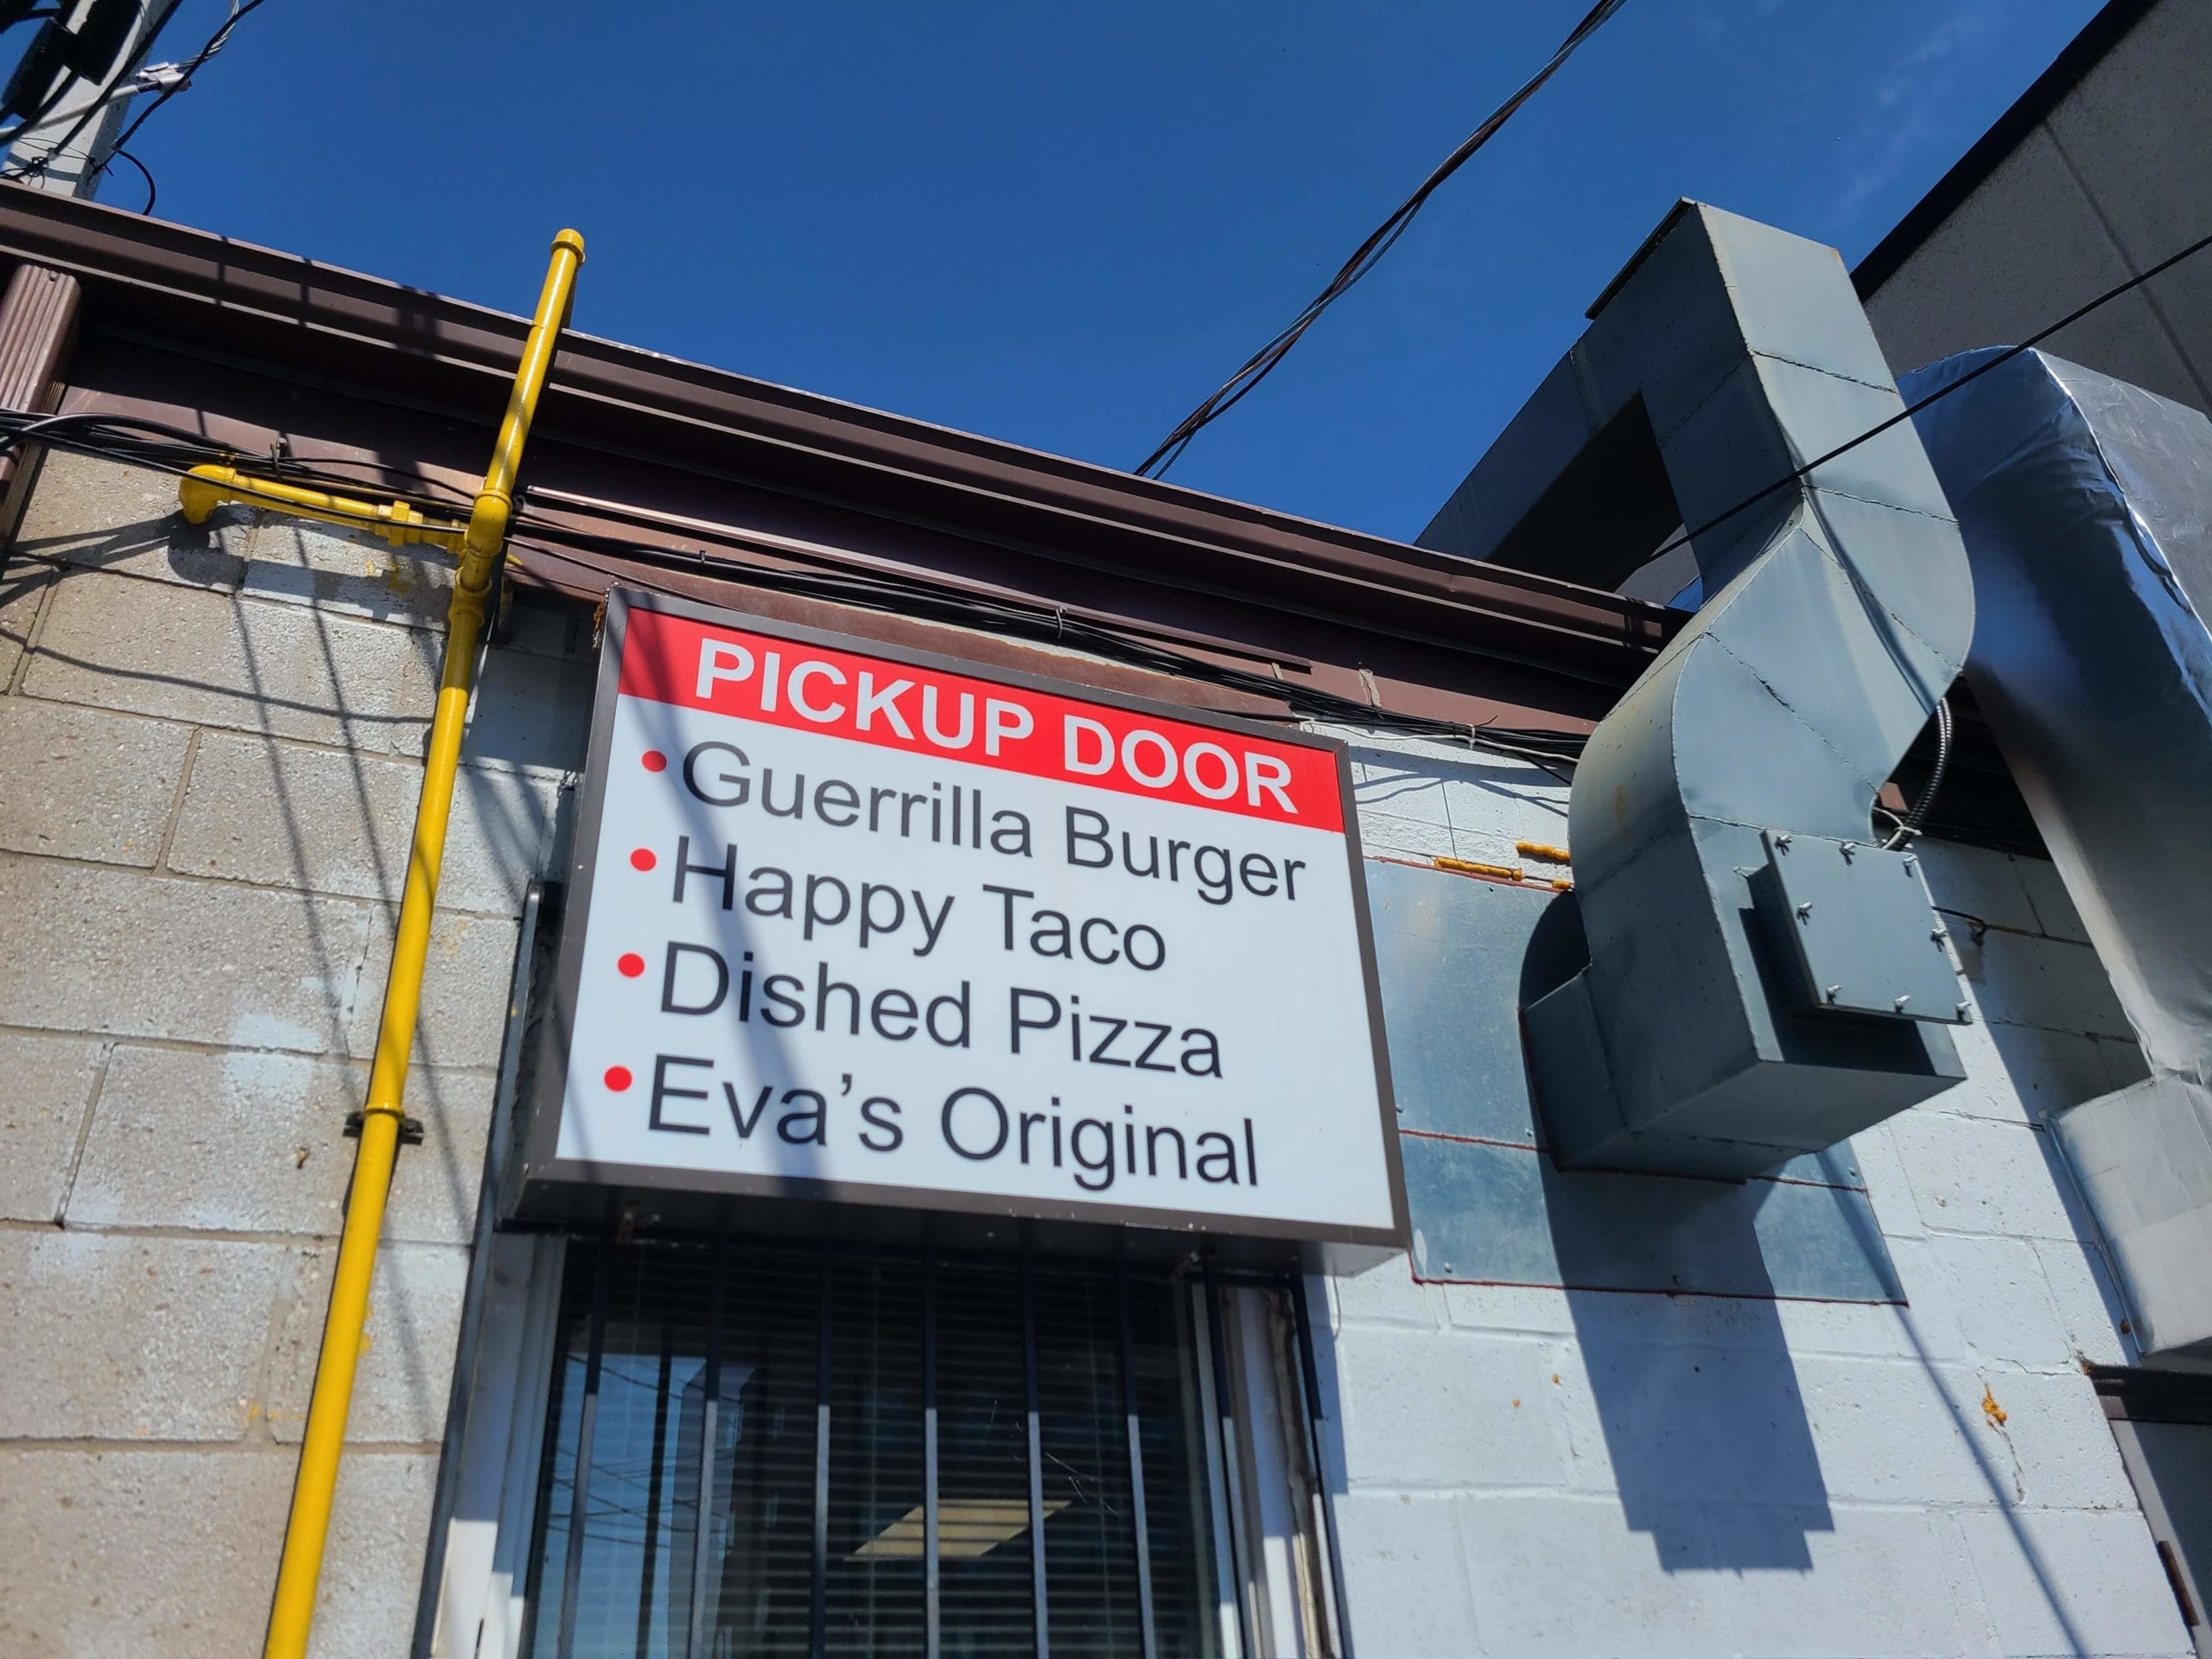 PICKUP DOOR
• Guerrilla Burger
• Happy Taco
• Dished Pizza
• Eva's Original